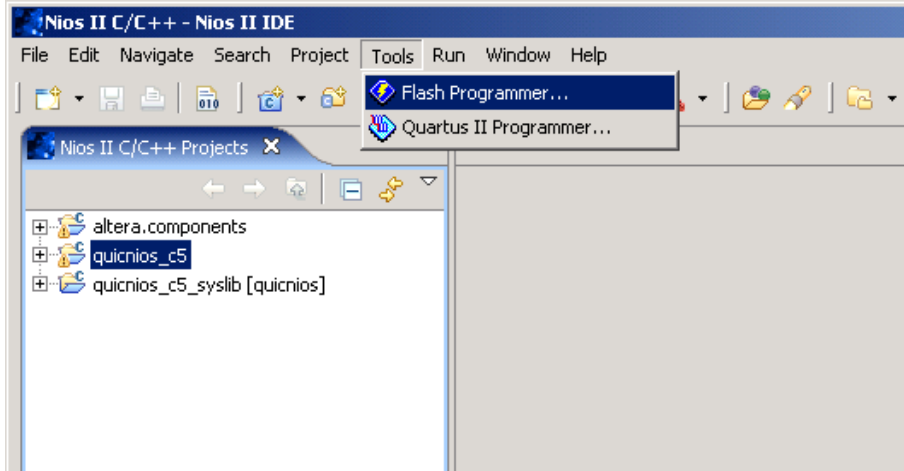 Nios II C/C++ - Nios II IDE
File Edit Navigate Search Project Tools Run Window Help
010
Flash Programmer...
Quartus II Programmer...
Nios II C/C++ Projects
altera.components
quicnios_c5
quicnios_c5_syslib [quicnios]